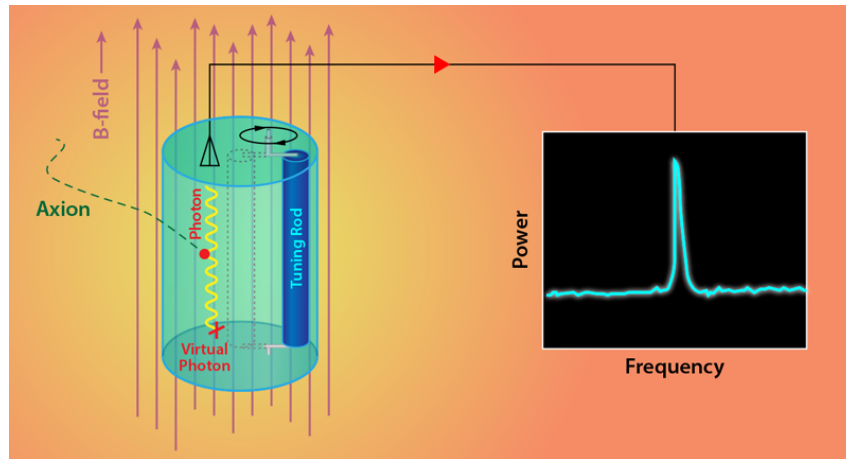 B-field
Axion
Photon
Tuning Rod
Virtual
Photon
Power
Frequency